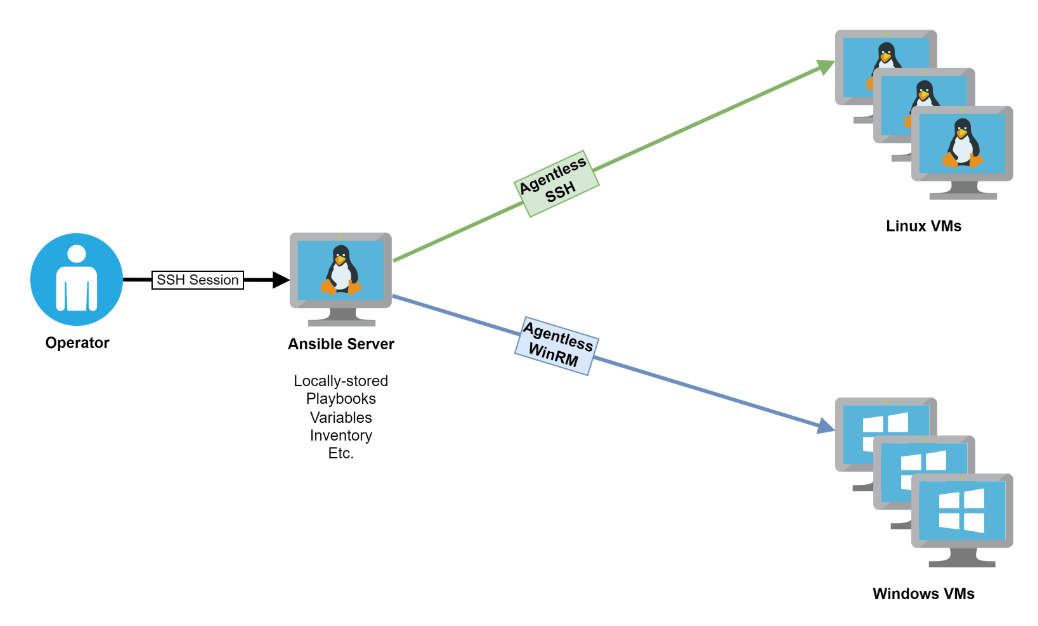 Agentless
SSH
Linux VMs
SSH Session
Operator
Ansible Server
Locally-stored
Playbooks
Variables
Inventory
Etc.
Agentless
WinRM
Windows VMs